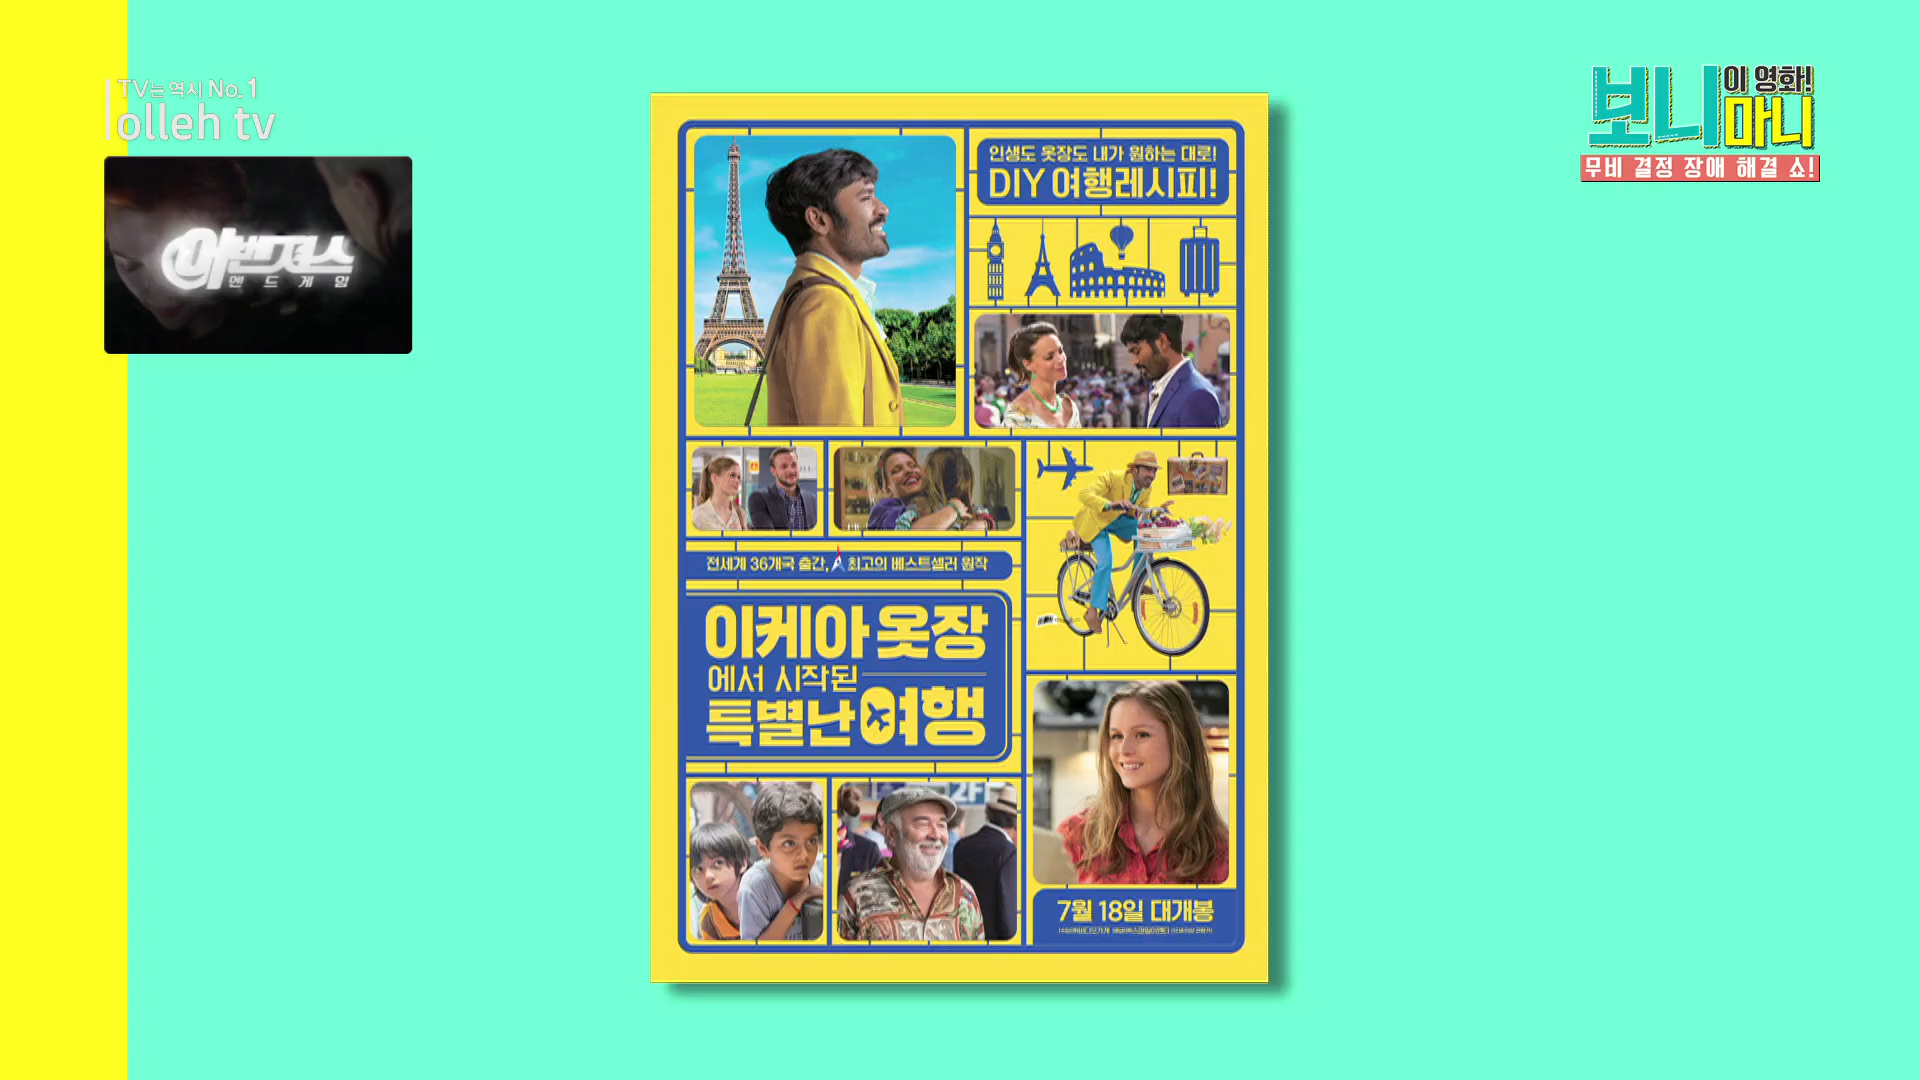 TV는 역시 No.1
olleh tv
어벤져스
엔드게임
보니
이 영화!
마니
무비 결정 장애 해결 쇼!
인생도 옷장도 내가 원하는 대로!
DIY 여행레시피!
전세계 36개국 출간, 최고의 베스트셀러 원작
이케아 옷장
에서 시작된
특별난 여행
2F
7월 18일 대개봉